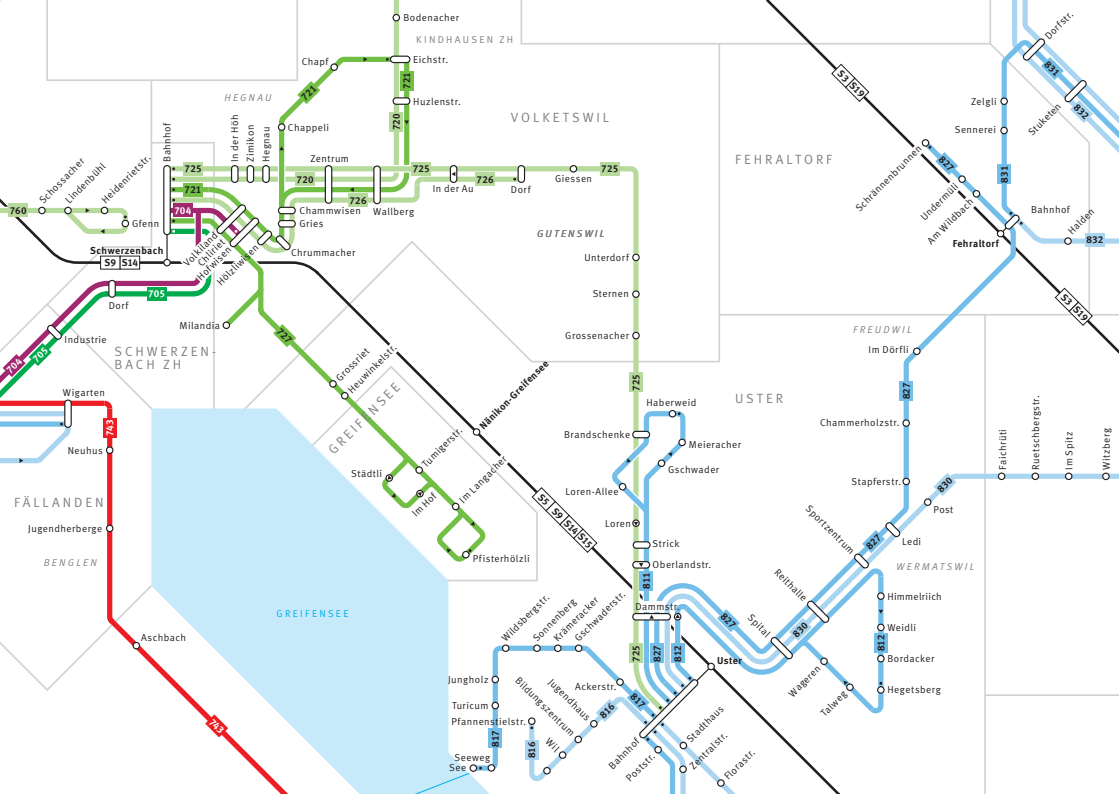 Bodenacher
KINDHAUSEN ZH
Dorfstr.
Chapf
Eichstr.
721
721
831
S3 S19
Huzlenstr.
832
Stuketen
Zelgli
HEGNAU
720
VOLKETSWIL
Chappeli
Sennerei
Bahnhof
In der Höh
Zimikon
Hegnau
Zentrum
FEHRALTORF
Schossacher
Lindenbühl
Heidenrietstr.
725
725
725
720
726
In der Au
Dorf
Giessen
721
726
827
831
Schrännenbrunnen
Undermüli
Am Wildbach
760
704
Chammwisen
Wallberg
Bahnhof
Halden
Gfenn
Gries
GUTENSWIL
Fehraltorf
832
Schwerzenbach
S9 S14
Volkiland
Chilriet
Hofwisen
Hölzliwisen
Chrummacher
Unterdorf
705
Dorf
Sternen
S3 S19
Milandia
Grossenacher
FREUDWIL
727
Industrie
Im Dörfli
SCHWERZEN-
BACH ZH
704
705
Grossriet
Heuwinkelstr.
Nänikon-Greifensee
725
827
Wigarten
GREIFENSEE
Haberweid
USTER
743
Brandschenke
Meieracher
Chammerholzstr.
Neuhus
Tumigerstr.
Gschwader
Faichrüti
Ruetschbergstr.
Im Spitz
Witzberg
Städtli
Im Hof
Im Langacher
Loren-Allee
Stapferstr.
830
FÄLLANDEN
S5 S9 S14 S15
Loren
Post
Jugendherberge
Sportzentrum
827
Ledi
Strick
BENGLEN
Pfisterhölzli
Oberlandstr.
WERMATSWIL
811
Reithalle
GREIFENSEE
Dammstr.
827
Himmelriich
Wildsbergstr.
Sonnenberg
Krämeracker
Gschwaderstr.
Spital
830
Weidli
Aschbach
725
827
812
812
Uster
Bordacker
Jungholz
Ackerstr.
Wageren
Talweg
Hegetsberg
817
Turicum
Bildungszentrum
Jugendhaus
816
Pfannenstielstr.
743
817
816
Wil
Bahnhof
Poststr.
Stadthaus
Zentralstr.
Florastr.
Seeweg
See